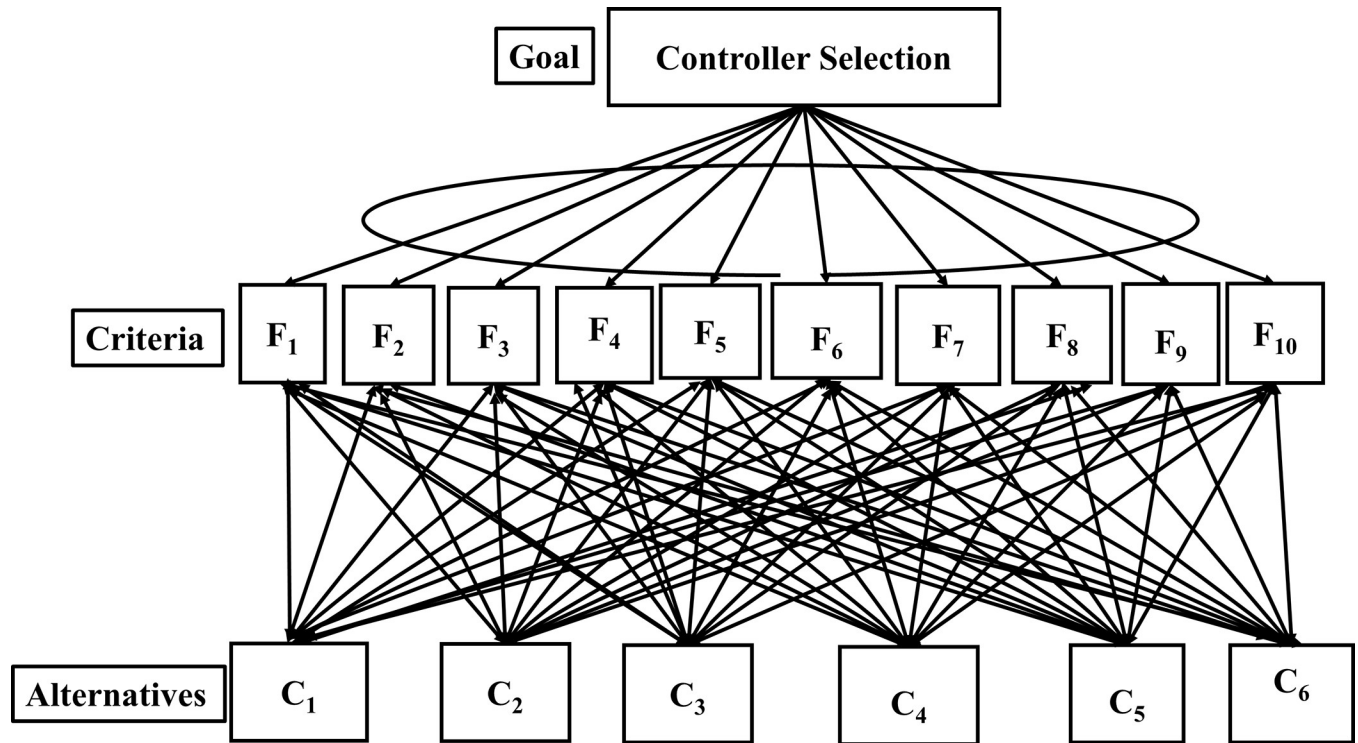 Goal
Controller Selection
Criteria
F₁
F₂
F₃
F₄
F₅
F₆
F₇
F₈
F₉
F₁₀
Alternatives
C₁
C₂
C₃
C₄
C₅
C₆